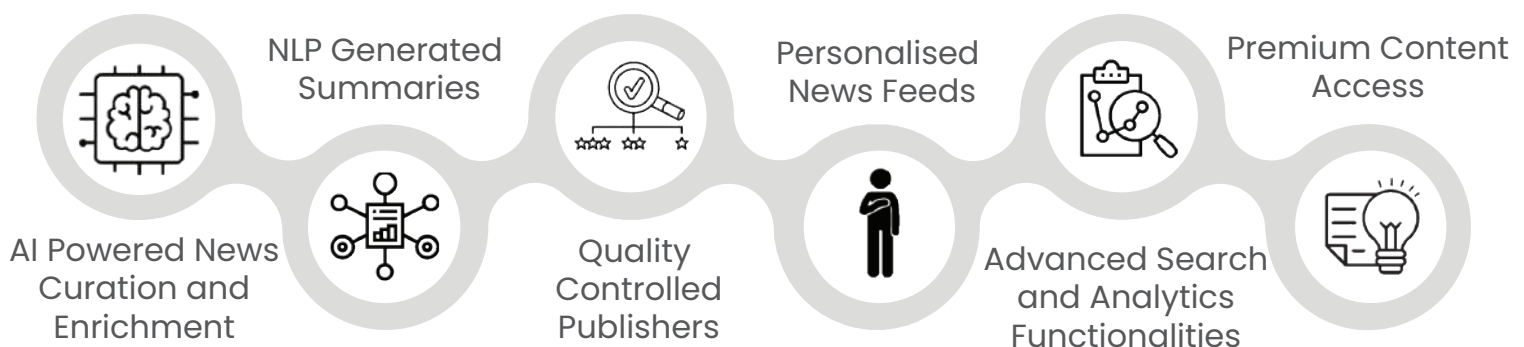 AI Powered News
Curation and
Enrichment
NLP Generated
Summaries
Quality
Controlled
Publishers
Personalised
News Feeds
Advanced Search
and Analytics
Functionalities
Premium Content
Access